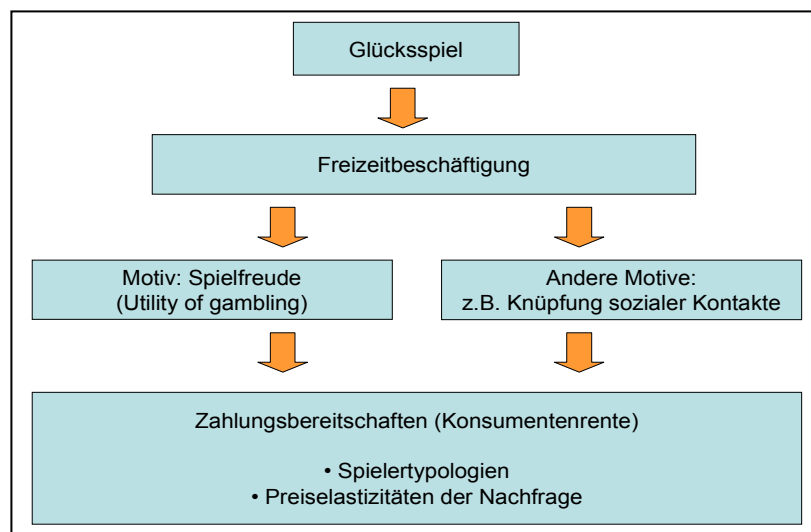 Glücksspiel
Freizeitbeschäftigung
Motiv: Spielfreude
(Utility of gambling)
Andere Motive:
z.B. Knüpfung sozialer Kontakte
Zahlungsbereitschaften (Konsumentenrente)
• Spielertypologien
• Preiselastizitäten der Nachfrage